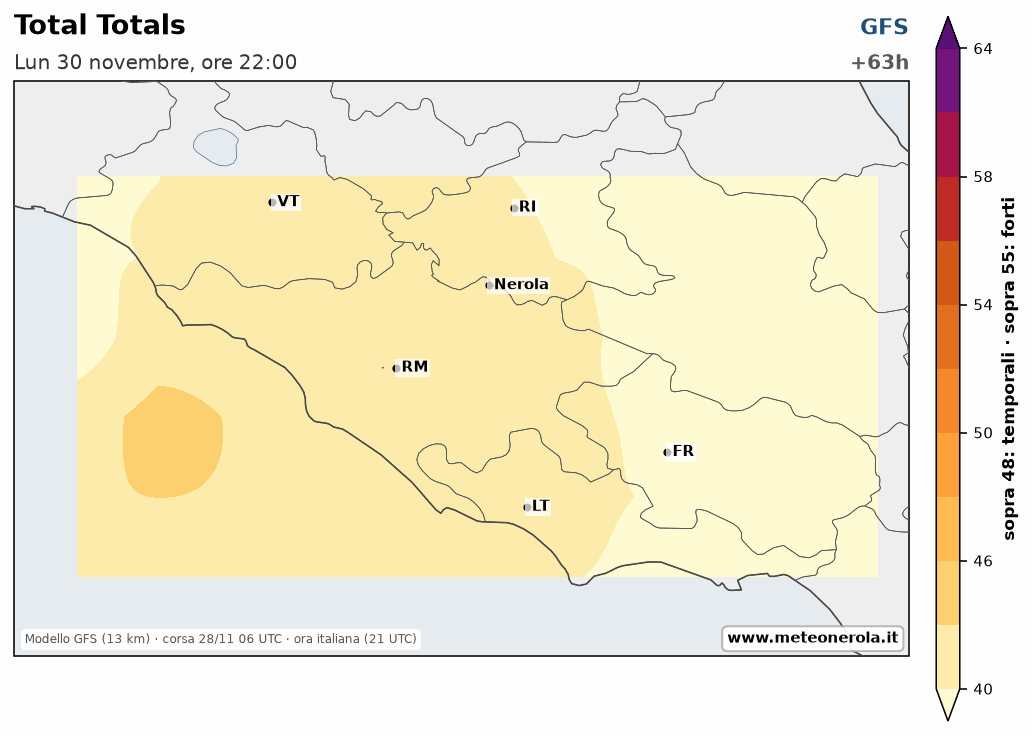 Total Totals
GFS
Lun 30 novembre, ore 22:00
+63h
64
58
54
50
46
40
sopra 48: temporali · sopra 55: forti
VT
RI
Nerola
RM
FR
LT
Modello GFS (13 km) · corsa 28/11 06 UTC · ora italiana (21 UTC)
www.meteonerola.it